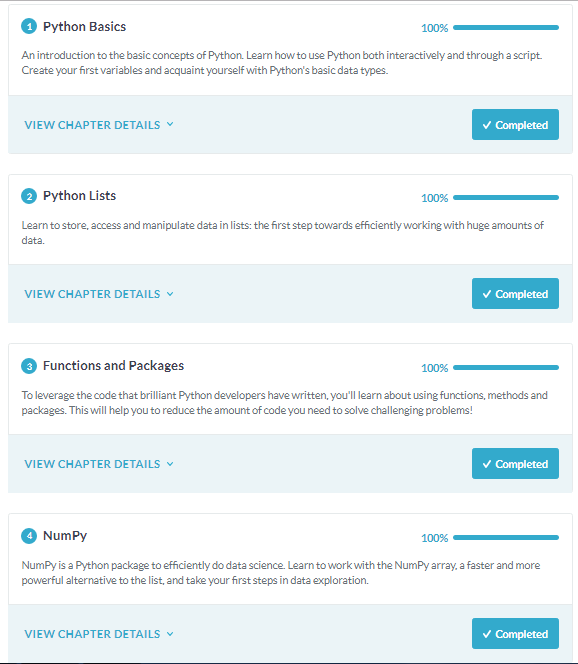 1 Python Basics 100%
An introduction to the basic concepts of Python. Learn how to use Python both interactively and through a script.
Create your first variables and acquaint yourself with Python's basic data types.
VIEW CHAPTER DETAILS Completed
2 Python Lists 100%
Learn to store, access and manipulate data in lists: the first step towards efficiently working with huge amounts of
data.
VIEW CHAPTER DETAILS Completed
3 Functions and Packages 100%
To leverage the code that brilliant Python developers have written, you'll learn about using functions, methods and
packages. This will help you to reduce the amount of code you need to solve challenging problems!
VIEW CHAPTER DETAILS Completed
4 NumPy 100%
NumPy is a Python package to efficiently do data science. Learn to work with the NumPy array, a faster and more
powerful alternative to the list, and take your first steps in data exploration.
VIEW CHAPTER DETAILS Completed